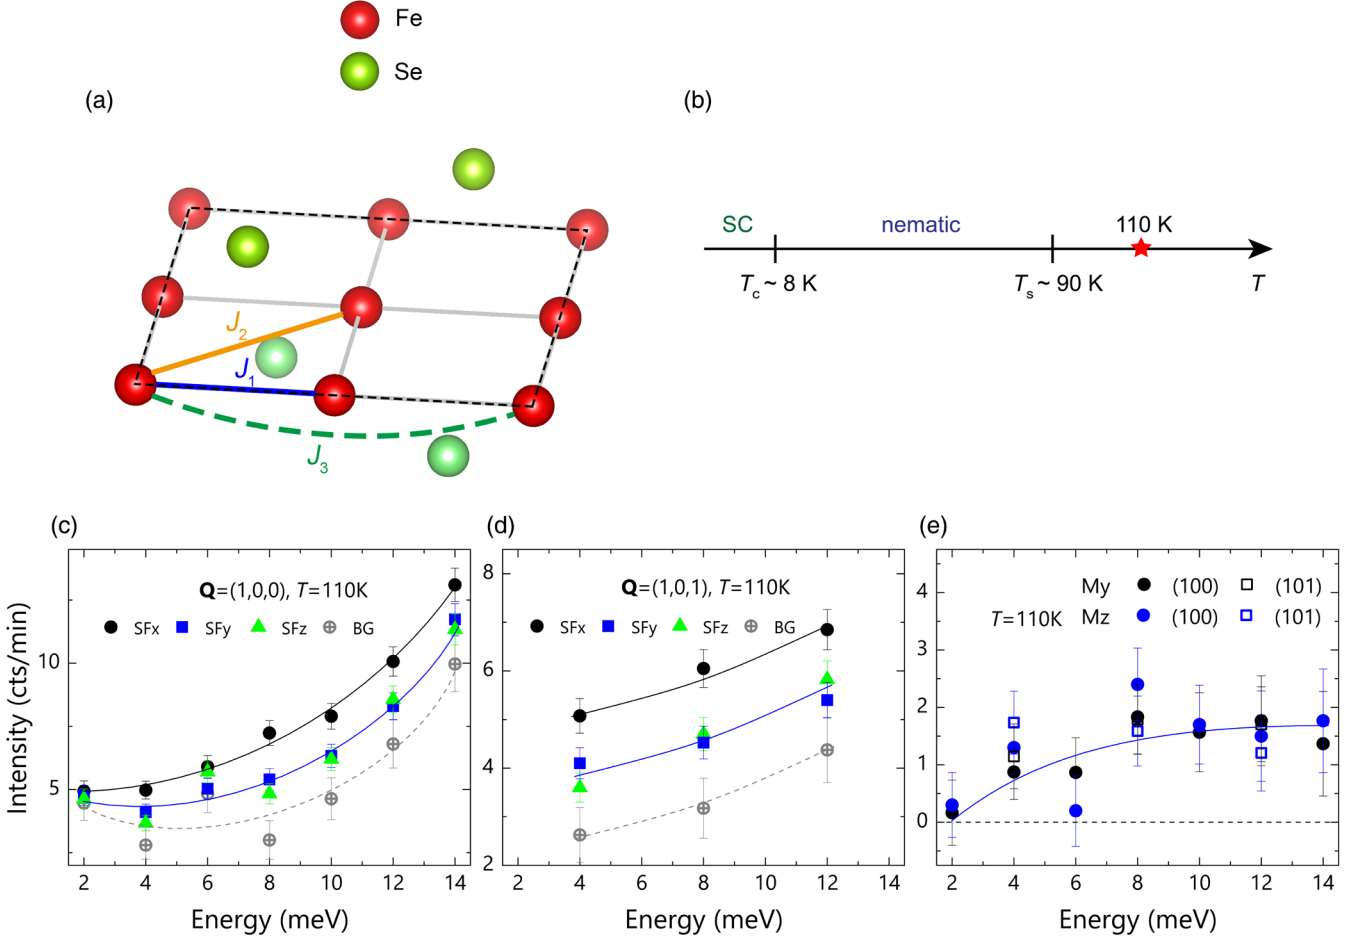 Fe
Se
(a)
J2
J1
J3
(b)
SC
nematic
110 K
Tc ~ 8 K
Ts ~ 90 K
T
(c)
Q=(1,0,0), T=110K
SFx SFy SFz BG
10
5
2 4 6 8 10 12 14
Energy (meV)
Intensity (cts/min)
(d)
Q=(1,0,1), T=110K
SFx SFy SFz BG
8
6
4
2
2 4 6 8 10 12 14
Energy (meV)
(e)
My (100) (101)
T=110K Mz (100) (101)
4
3
2
1
0
2 4 6 8 10 12 14
Energy (meV)